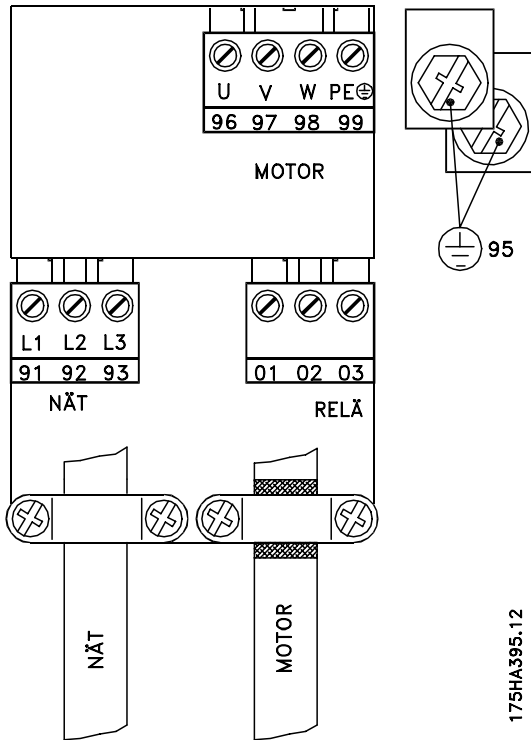 U V W PE
96 97 98 99
MOTOR
95
L1 L2 L3
91 92 93
NÄT
01 02 03
RELÄ
NÄT
MOTOR
175HA395.12